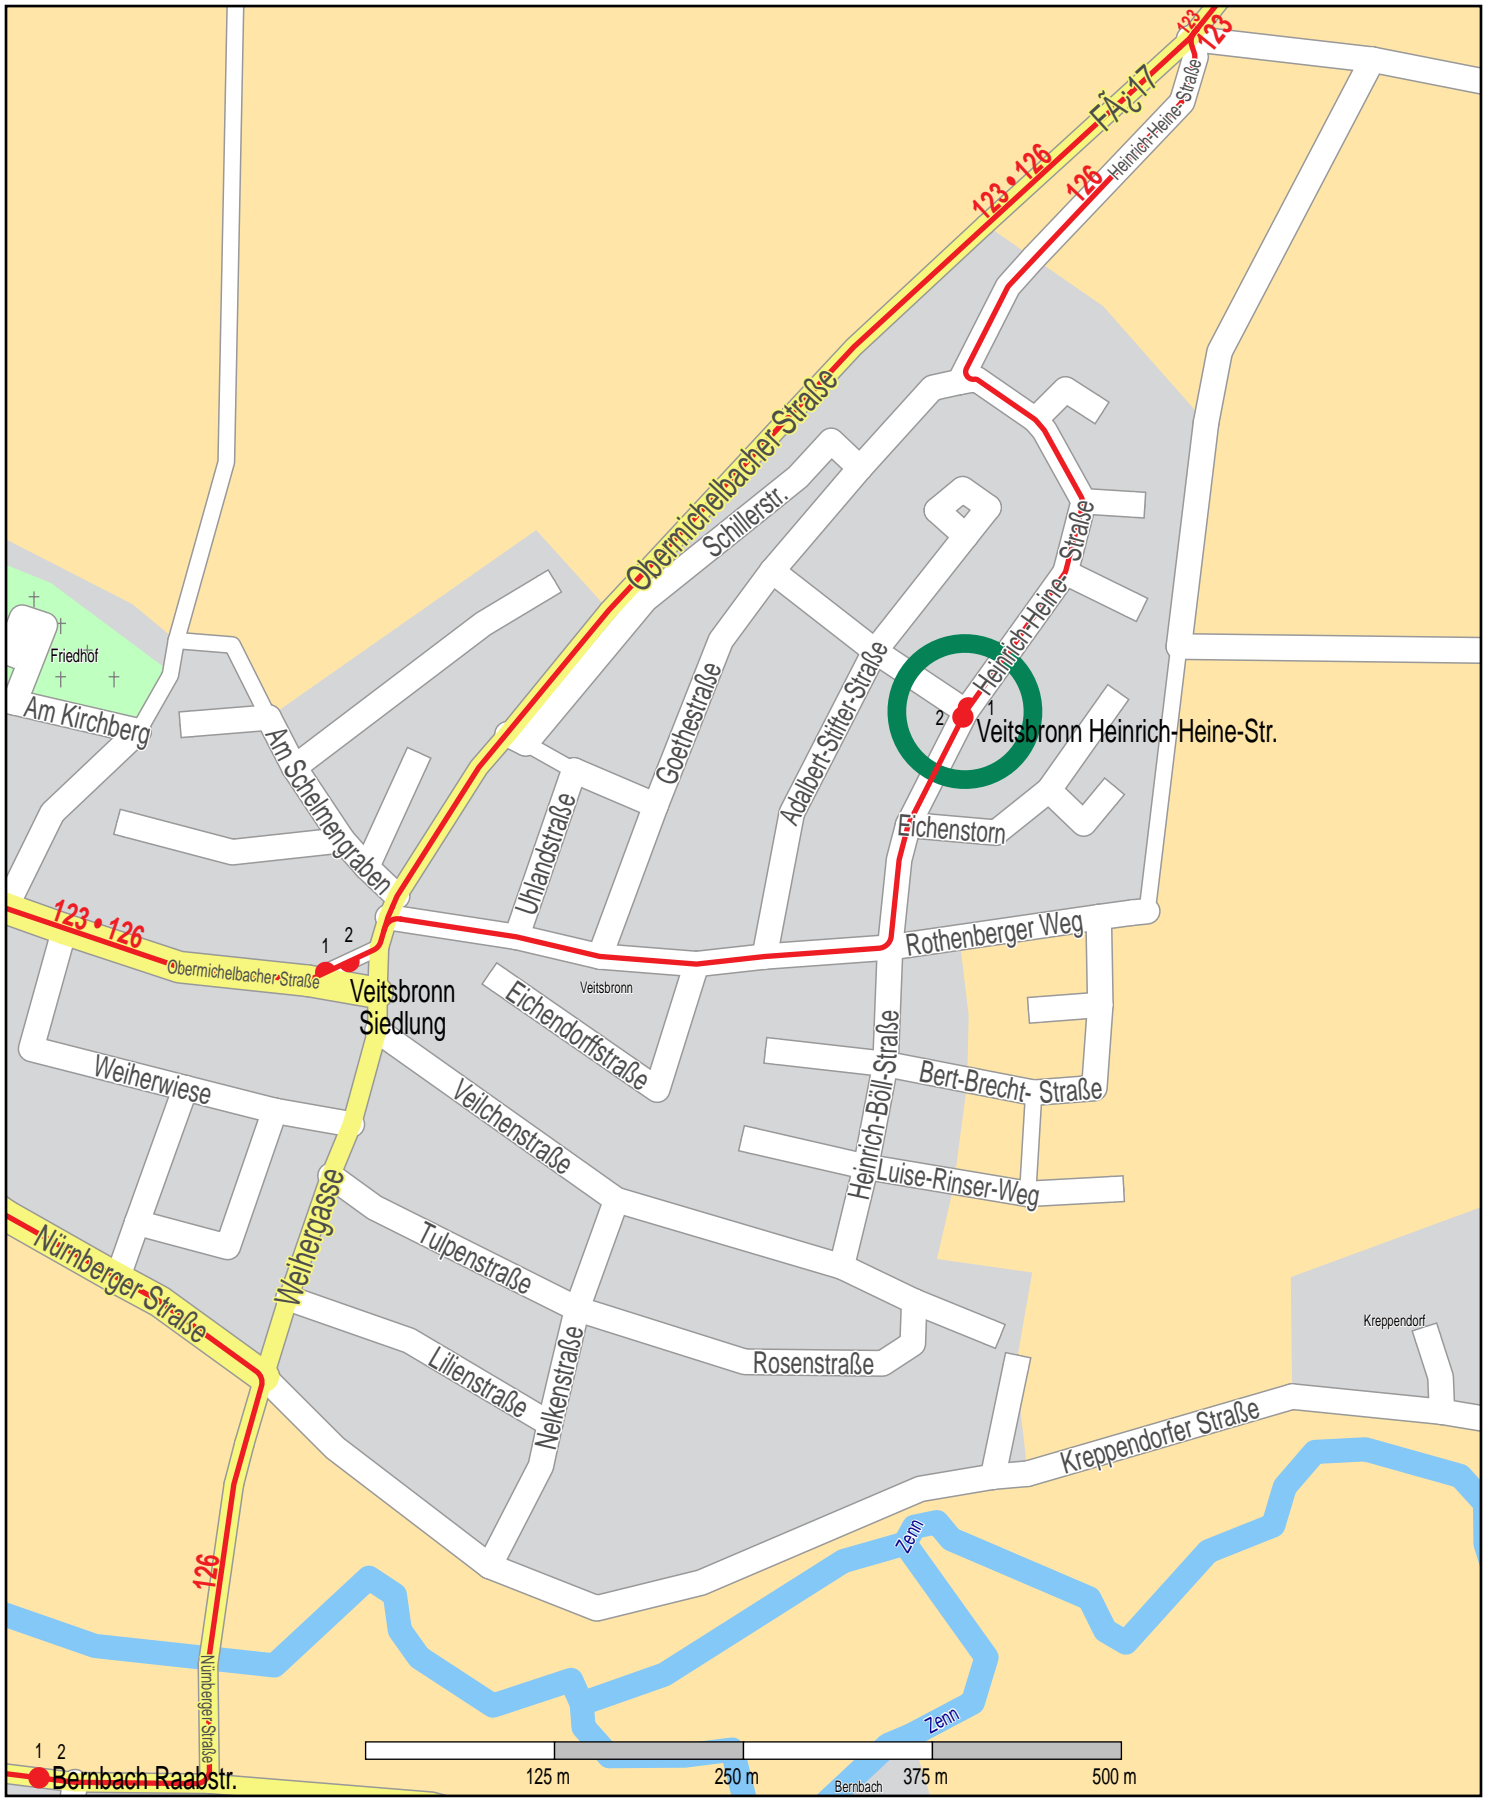 123
123
FÃ¿17
Heinrich-Heine-Straße
123 • 126
126
Obermichelbacher Straße
Schillerstr.
Heinrich-Heine- Straße
Friedhof
Am Kirchberg
Am Schelmengraben
Goethestraße
Adalbert-Stifter-Straße
2
1
Veitsbronn Heinrich-Heine-Str.
Uhlandstraße
Eichenstorn
123 • 126
Obermichelbacher Straße
1
2
Veitsbronn
Siedlung
Rothenberger Weg
Veitsbronn
Eichendorffstraße
Heinrich-Böll-Straße
Bert-Brecht- Straße
Weiherwiese
Veilchenstraße
Luise-Rinser-Weg
Weihergasse
Nürnberger Straße
Tulpenstraße
Rosenstraße
Lilienstraße
Nelkenstraße
Kreppendorf
Kreppendorfer Straße
Zenn
126
Nürnberger Straße
Zenn
1
2
Bernbach Raabstr.
125 m
250 m
375 m
500 m
Bernbach